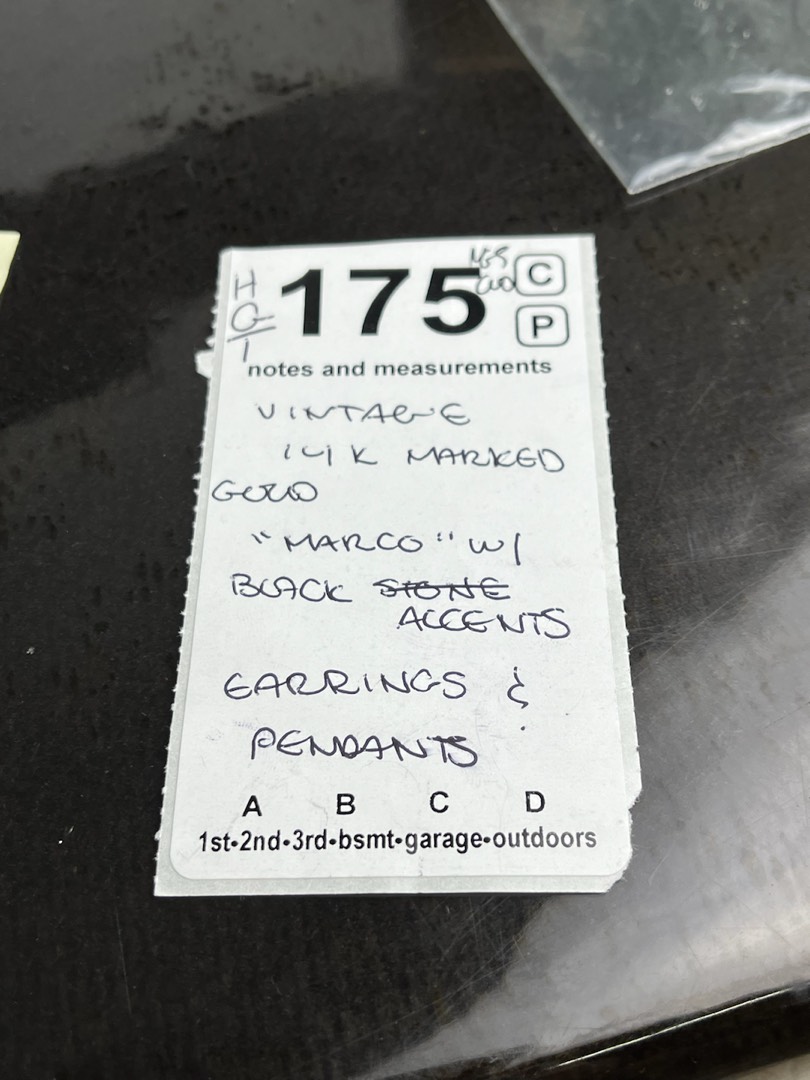 H
G
1
175
C
P
notes and measurements
VINTAGE
14K MARKED
GOLD
"MARCO" W/
BLACK STONE
ACCENTS
EARRINGS &
PENDANTS
A B C D
1st•2nd•3rd•bsmt•garage•outdoors